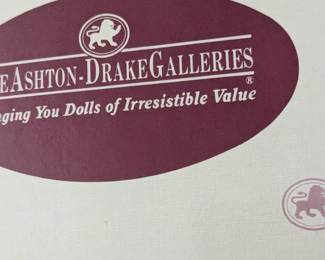 EASHTON-DRAKEGALLERIES®
ging You Dolls of Irresistible Value